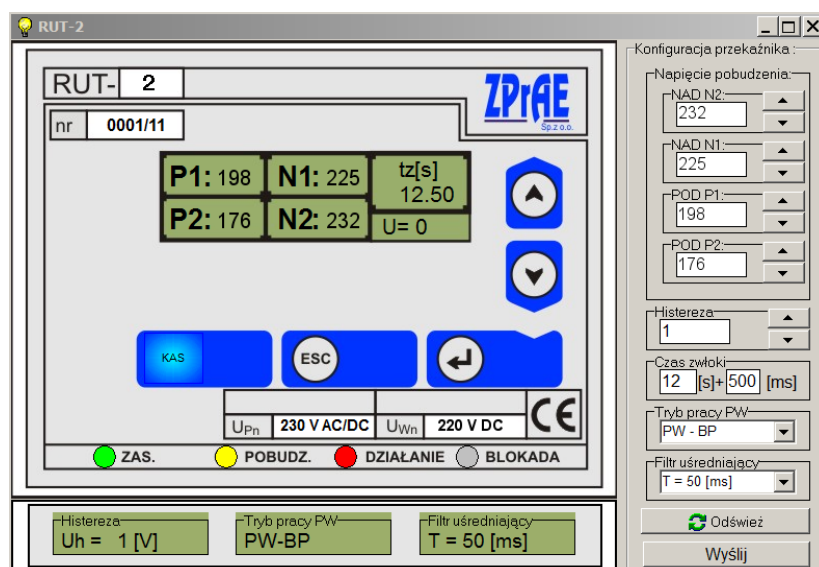 RUT-2
RUT- 2
ZPrAE
Sp.z o.o.
nr 0001/11
P1: 198 N1: 225 tz[s]
12.50
P2: 176 N2: 232 U= 0
KAS ESC
CE
UPn 230 V AC/DC UWn 220 V DC
ZAS. POBUDZ. DZIAŁANIE BLOKADA
Histereza
Uh = 1 [V]
Tryb pracy PW
PW-BP
Filtr uśredniający
T = 50 [ms]
Konfiguracja przekaźnika :
Napięcie pobudzenia:
NAD N2:
232
NAD N1:
225
POD P1:
198
POD P2:
176
Histereza
1
Czas zwłoki
12 [s]+ 500 [ms]
Tryb pracy PW
PW - BP
Filtr uśredniający
T = 50 [ms]
Odśwież
Wyślij